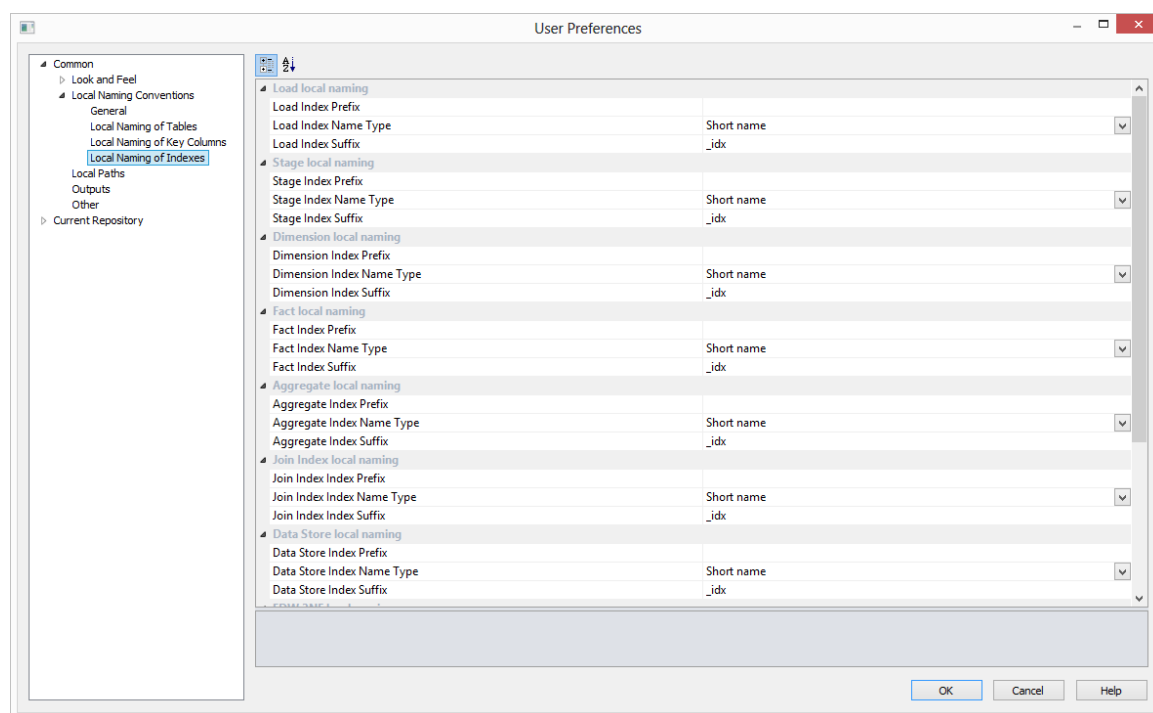 User Preferences
Common
Look and Feel
Local Naming Conventions
General
Local Naming of Tables
Local Naming of Key Columns
Local Naming of Indexes
Local Paths
Outputs
Other
Current Repository
Load local naming
Load Index Prefix
Load Index Name Type Short name
Load Index Suffix _idx
Stage local naming
Stage Index Prefix
Stage Index Name Type Short name
Stage Index Suffix _idx
Dimension local naming
Dimension Index Prefix
Dimension Index Name Type Short name
Dimension Index Suffix _idx
Fact local naming
Fact Index Prefix
Fact Index Name Type Short name
Fact Index Suffix _idx
Aggregate local naming
Aggregate Index Prefix
Aggregate Index Name Type Short name
Aggregate Index Suffix _idx
Join Index local naming
Join Index Index Prefix
Join Index Index Name Type Short name
Join Index Index Suffix _idx
Data Store local naming
Data Store Index Prefix
Data Store Index Name Type Short name
Data Store Index Suffix _idx
OK Cancel Help